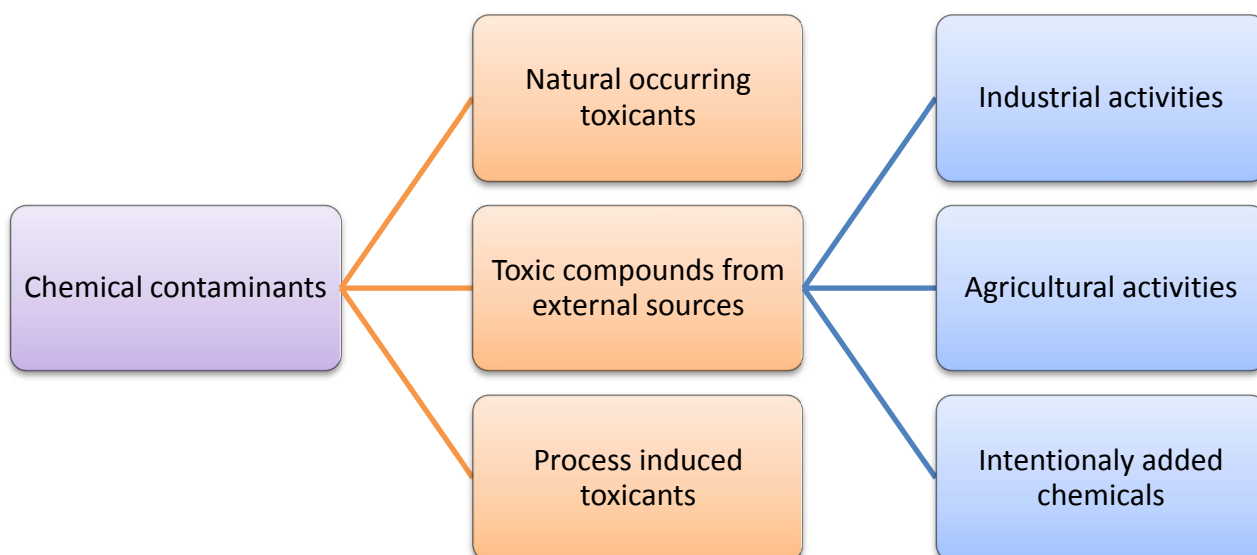 Chemical contaminants
Natural occurring
toxicants
Toxic compounds from
external sources
Process induced
toxicants
Industrial activities
Agricultural activities
Intentionaly added
chemicals